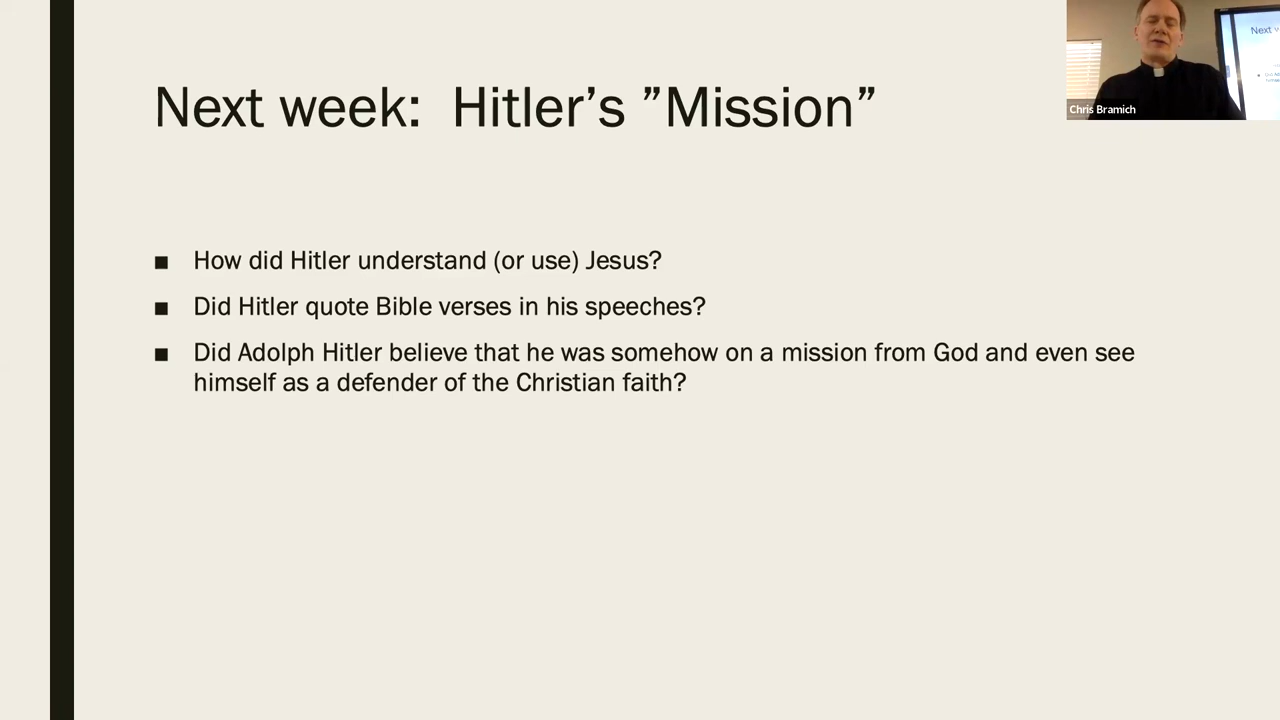 Next week:  Hitler’s ”Mission”
■ How did Hitler understand (or use) Jesus?
■ Did Hitler quote Bible verses in his speeches?
■ Did Adolph Hitler believe that he was somehow on a mission from God and even see
himself as a defender of the Christian faith?
Chris Bramich
Next